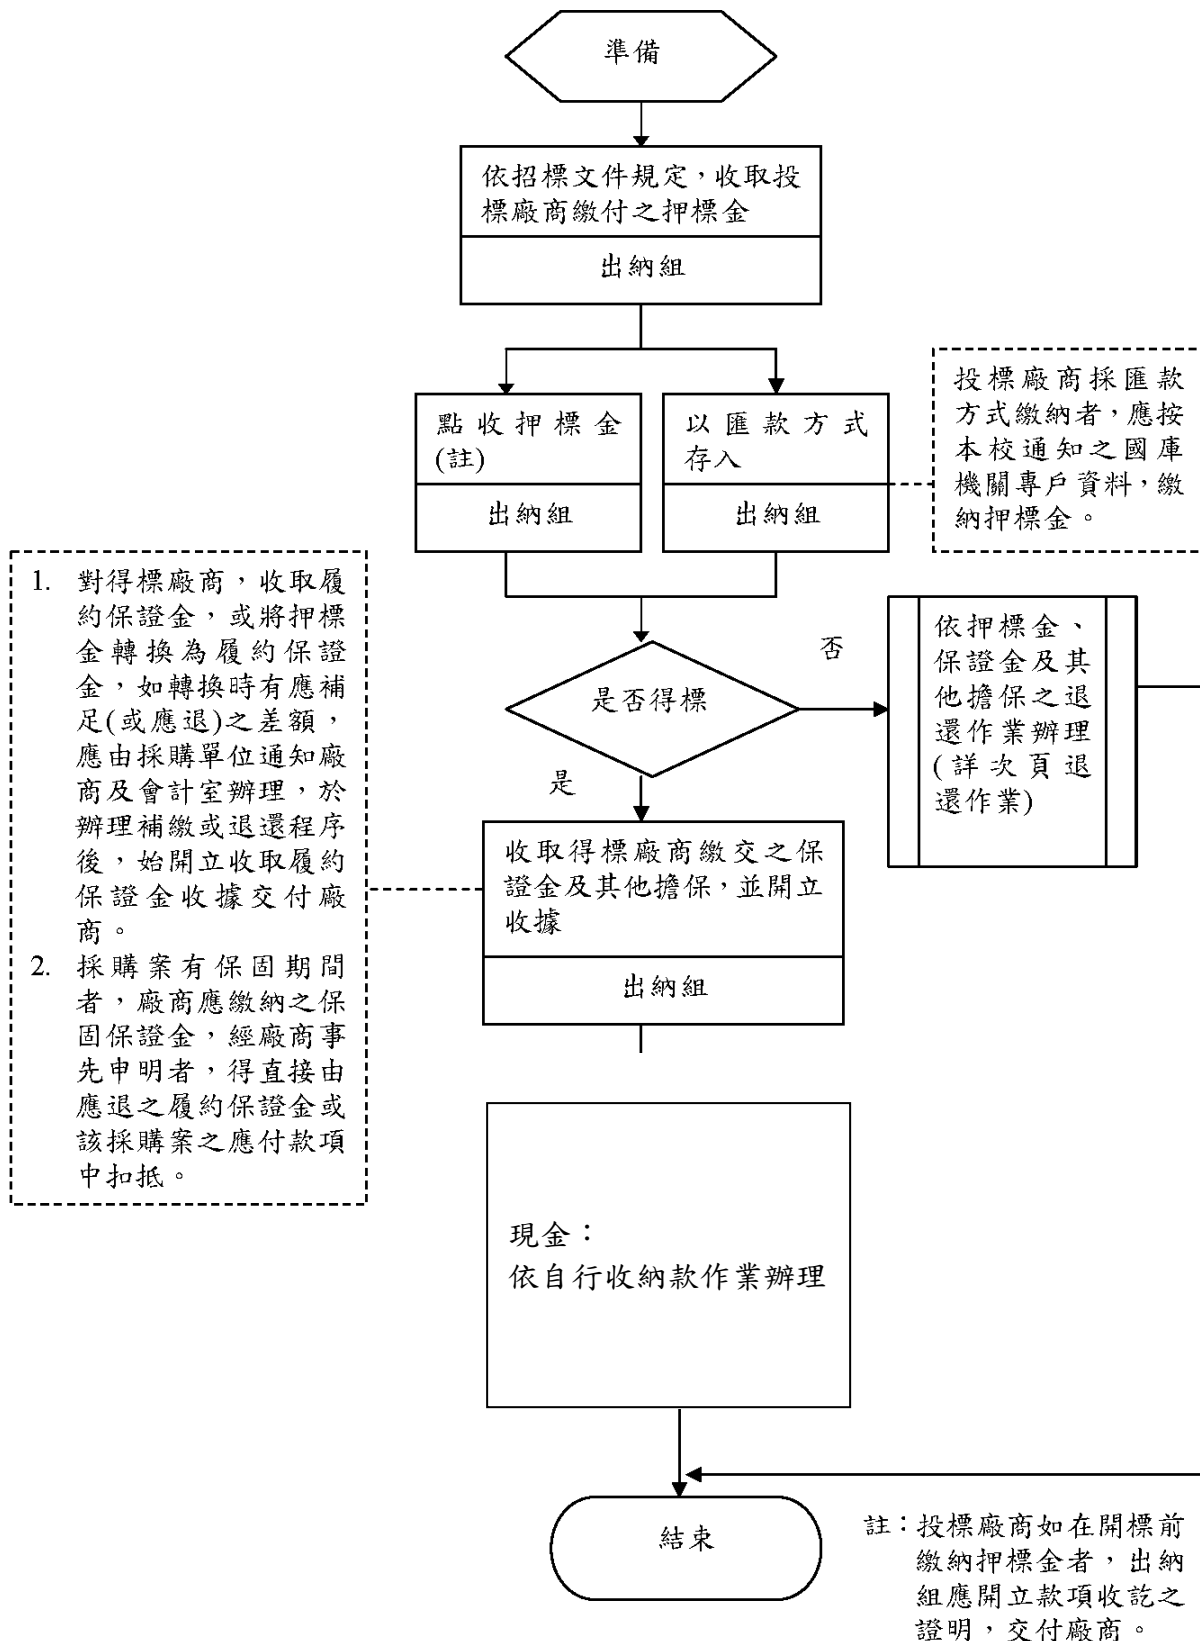 準備
依招標文件規定，收取投
標廠商繳付之押標金
出納組
點收押標金
(註)
出納組
以匯款方式
存入
出納組
投標廠商採匯款
方式繳納者，應按
本校通知之國庫
機關專戶資料，繳
納押標金。
1. 對得標廠商，收取履
約保證金，或將押標
金轉換為履約保證
金，如轉換時有應補
足(或應退)之差額，
應由採購單位通知廠
商及會計室辦理，於
辦理補繳或退還程序
後，始開立收取履約
保證金收據交付廠
商。
2. 採購案有保固期間
者，廠商應繳納之保
固保證金，經廠商事
先申明者，得直接由
應退之履約保證金或
該採購案之應付款項
中扣抵。
是否得標
否
依押標金、
保證金及其
他擔保之退
還作業辦理
(詳次頁退
還作業)
是
收取得標廠商繳交之保
證金及其他擔保，並開立
收據
出納組
現金：
依自行收納款作業辦理
結束
註：投標廠商如在開標前
繳納押標金者，出納
組應開立款項收訖之
證明，交付廠商。